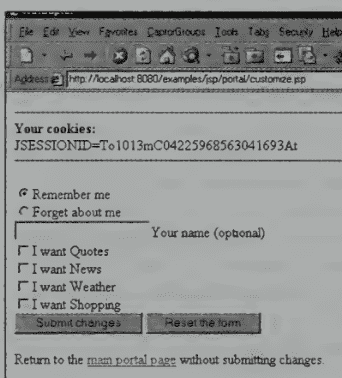 File Edit View Favorites CaptorGroups Tools Tabs Security Help
Address http://localhost:8080/examples/jsp/portal/customize.jsp
Your cookies:
JSESSIONID=To1013mC04225968563041693At
Remember me
Forget about me
Your name (optional)
I want Quotes
I want News
I want Weather
I want Shopping
Submit changes Reset the form
Return to the main portal page without submitting changes.